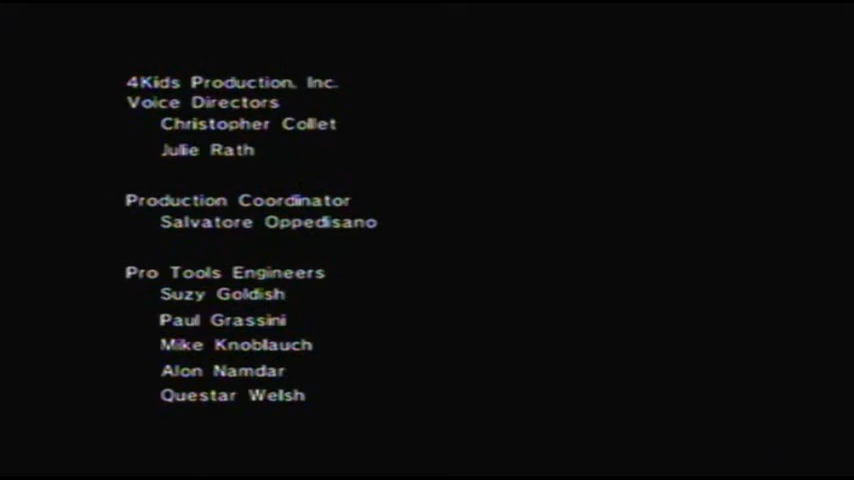 4Kids Production, Inc.
Voice Directors
Christopher Collet
Julie Rath
Production Coordinator
Salvatore Oppedisano
Pro Tools Engineers
Suzy Goldish
Paul Grassini
Mike Knoblauch
Alon Namdar
Questar Welsh